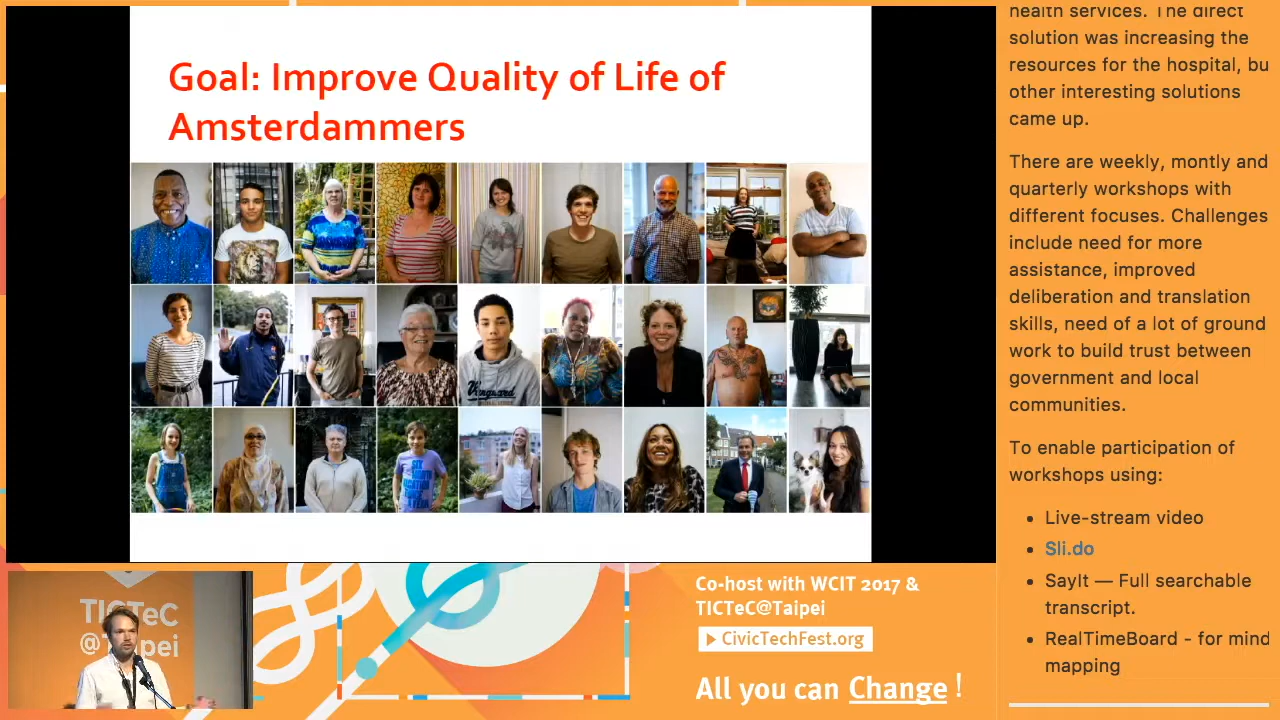 Goal: Improve Quality of Life of
Amsterdammers
health services. The direct
solution was increasing the
resources for the hospital, bu
other interesting solutions
came up.
There are weekly, montly and
quarterly workshops with
different focuses. Challenges
include need for more
assistance, improved
deliberation and translation
skills, need of a lot of ground
work to build trust between
government and local
communities.
To enable participation of
workshops using:
• Live-stream video
• Sli.do
• SayIt — Full searchable
transcript.
• RealTimeBoard - for mind
mapping
TICTeC
@Taipei
Co-host with WCIT 2017 &
TICTeC@Taipei
CivicTechFest.org
All you can Change!